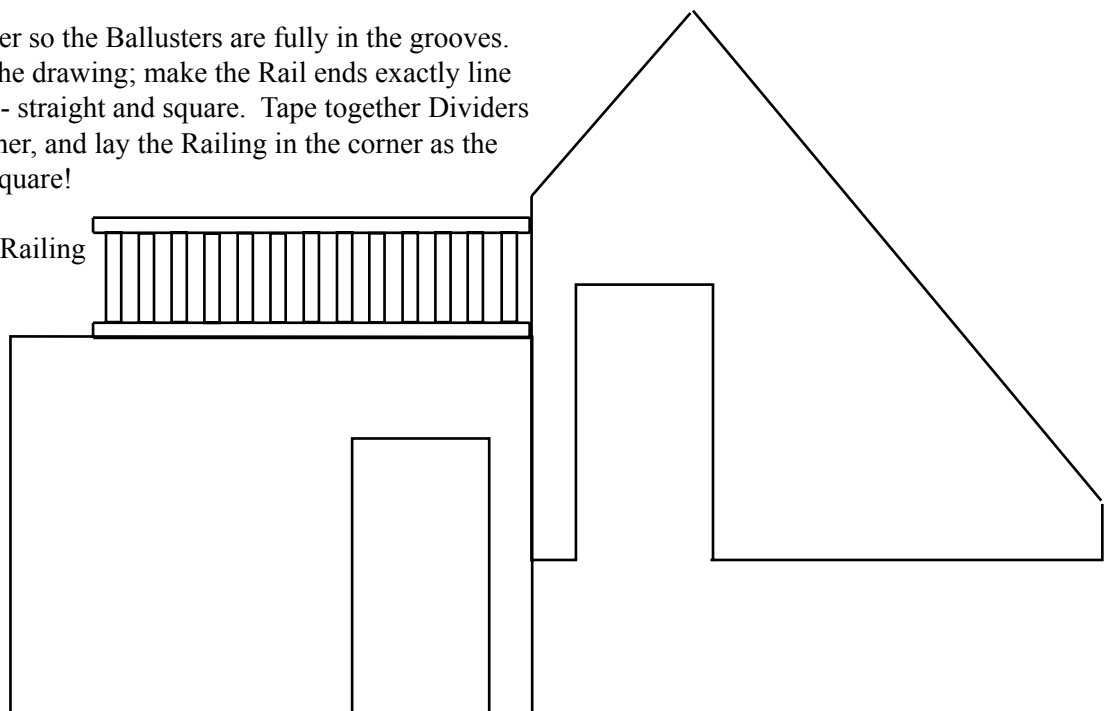 er so the Ballusters are fully in the grooves.
he drawing; make the Rail ends exactly line
- straight and square.  Tape together Dividers
ner, and lay the Railing in the corner as the
quare!
Railing